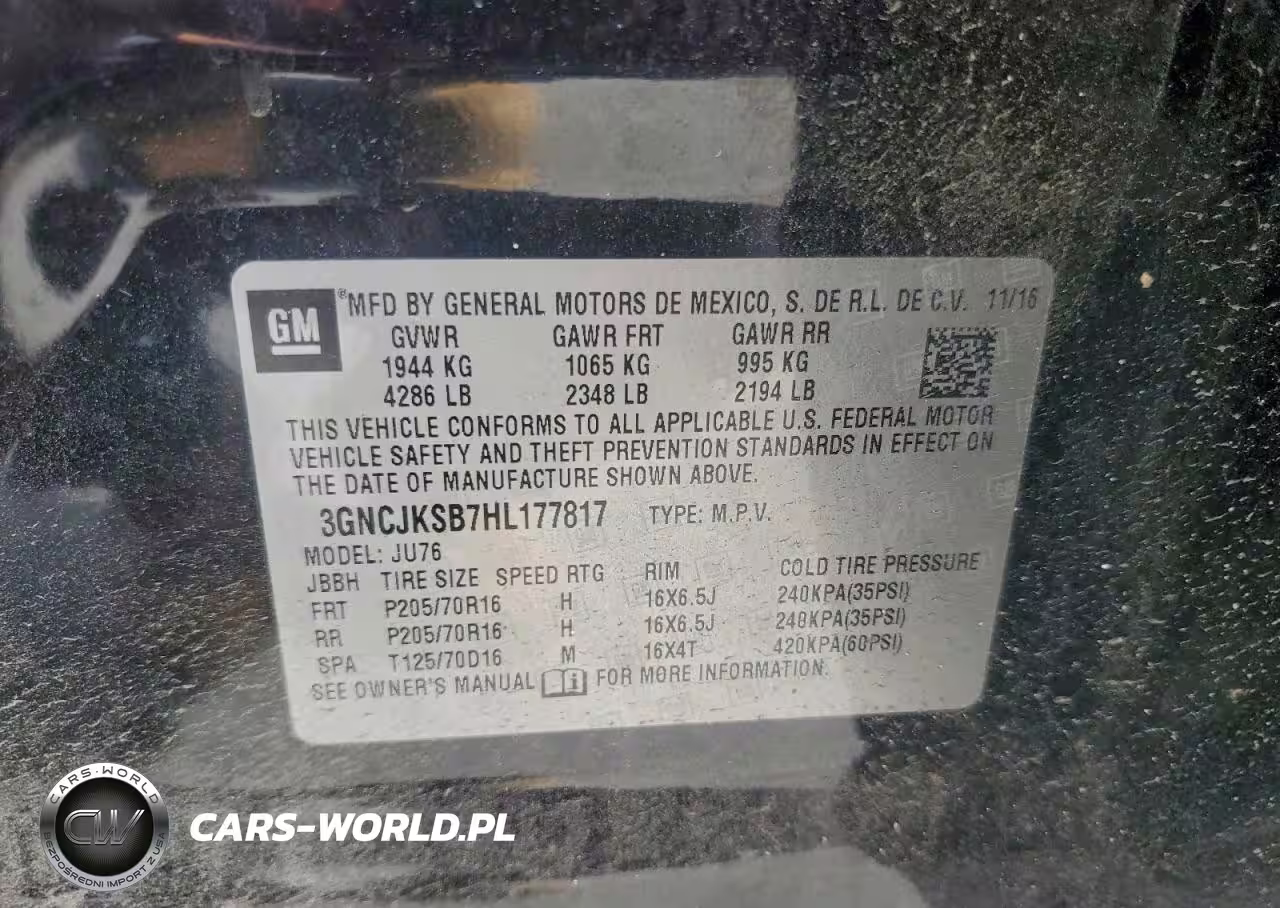 GM
®MFD BY GENERAL MOTORS DE MEXICO, S. DE R.L. DE C.V. 11/16
GVWR GAWR FRT GAWR RR
1944 KG 1065 KG 995 KG
4286 LB 2348 LB 2194 LB
THIS VEHICLE CONFORMS TO ALL APPLICABLE U.S. FEDERAL MOTOR
VEHICLE SAFETY AND THEFT PREVENTION STANDARDS IN EFFECT ON
THE DATE OF MANUFACTURE SHOWN ABOVE.
3GNCJKSB7HL177817 TYPE: M.P.V.
MODEL: JU76
JBBH TIRE SIZE SPEED RTG RIM COLD TIRE PRESSURE
FRT P205/70R16 H 16X6.5J 240KPA(35PSI)
RR P205/70R16 H 16X6.5J 240KPA(35PSI)
SPA T125/70D16 M 16X4T 420KPA(60PSI)
SEE OWNER'S MANUAL FOR MORE INFORMATION.
CARS-WORLD
CW
BEZPOŚREDNI IMPORT Z USA
CARS-WORLD.PL